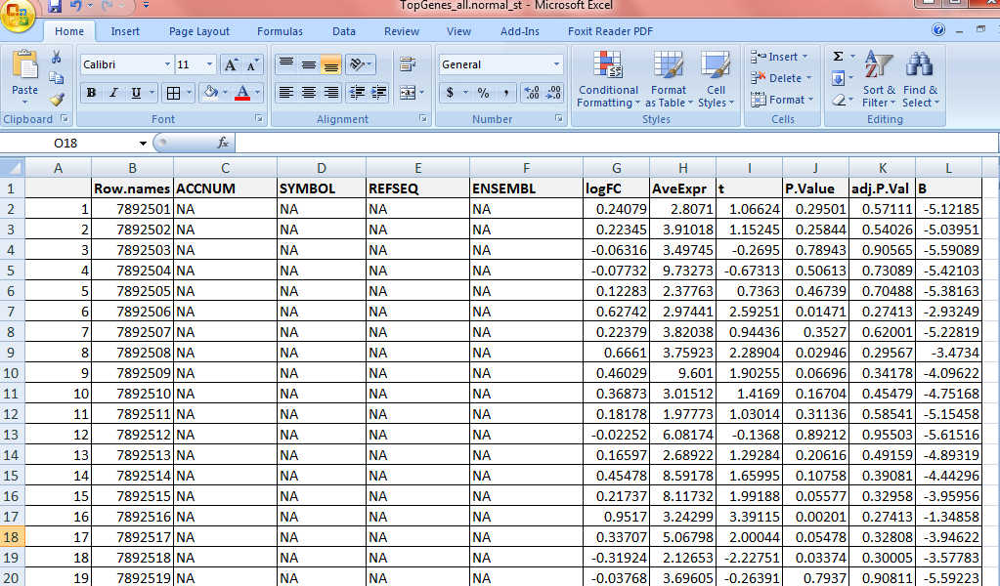 TopGenes_all.normal_st - Microsoft Excel
Home Insert Page Layout Formulas Data Review View Add-Ins Foxit Reader PDF
Calibri 11 General Σ Insert Sort & Find &
Paste B I U A $ % , Conditional Format Cell Delete
Formatting as Table Styles Format Filter Select
Clipboard Font Alignment Number Styles Cells Editing
O18 fx
A B C D E F G H I J K L
1 Row.names ACCNUM SYMBOL REFSEQ ENSEMBL logFC AveExpr t P.Value adj.P.Val B
2 1 7892501 NA NA NA NA 0.24079 2.8071 1.06624 0.29501 0.57111 -5.12185
3 2 7892502 NA NA NA NA 0.22345 3.91018 1.15245 0.25844 0.54026 -5.03951
4 3 7892503 NA NA NA NA -0.06316 3.49745 -0.2695 0.78943 0.90565 -5.59089
5 4 7892504 NA NA NA NA -0.07732 9.73273 -0.67313 0.50613 0.73089 -5.42103
6 5 7892505 NA NA NA NA 0.12283 2.37763 0.7363 0.46739 0.70488 -5.38163
7 6 7892506 NA NA NA NA 0.62742 2.97441 2.59251 0.01471 0.27413 -2.93249
8 7 7892507 NA NA NA NA 0.22379 3.82038 0.94436 0.3527 0.62001 -5.22819
9 8 7892508 NA NA NA NA 0.6661 3.75923 2.28904 0.02946 0.29567 -3.4734
10 9 7892509 NA NA NA NA 0.46029 9.601 1.90255 0.06696 0.34178 -4.09622
11 10 7892510 NA NA NA NA 0.36873 3.01512 1.4169 0.16704 0.45479 -4.75168
12 11 7892511 NA NA NA NA 0.18178 1.97773 1.03014 0.31136 0.58541 -5.15458
13 12 7892512 NA NA NA NA -0.02252 6.08174 -0.1368 0.89212 0.95503 -5.61516
14 13 7892513 NA NA NA NA 0.16597 2.68922 1.29284 0.20616 0.49159 -4.89319
15 14 7892514 NA NA NA NA 0.45478 8.59178 1.65995 0.10758 0.39081 -4.44296
16 15 7892515 NA NA NA NA 0.21737 8.11732 1.99188 0.05577 0.32958 -3.95956
17 16 7892516 NA NA NA NA 0.9517 3.24299 3.39115 0.00201 0.27413 -1.34858
18 17 7892517 NA NA NA NA 0.33707 5.06798 2.00044 0.05478 0.32808 -3.94622
19 18 7892518 NA NA NA NA -0.31924 2.12653 -2.22751 0.03374 0.30005 -3.57783
20 19 7892519 NA NA NA NA -0.03768 3.69605 -0.26391 0.7937 0.90811 -5.59223